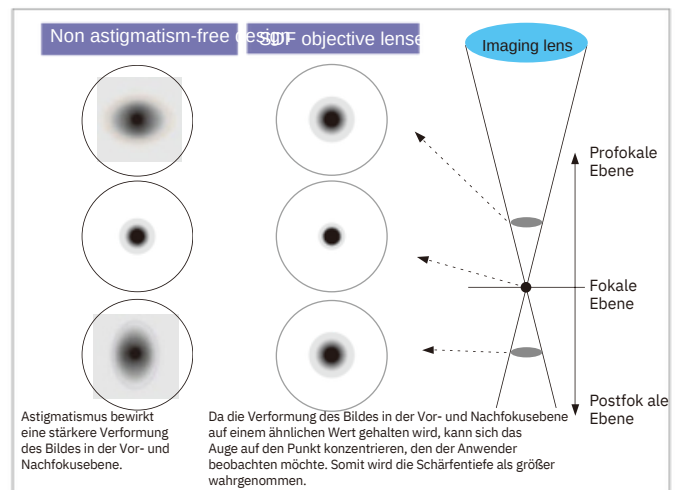 Non astigmatism-free design
SDF objective lense
Imaging lens
Profokale
Ebene
Fokale
Ebene
Postfok ale
Ebene
Astigmatismus bewirkt
eine stärkere Verformung
des Bildes in der Vor- und
Nachfokusebene.
Da die Verformung des Bildes in der Vor- und Nachfokusebene
auf einem ähnlichen Wert gehalten wird, kann sich das
Auge auf den Punkt konzentrieren, den der Anwender
beobachten möchte. Somit wird die Schärfentiefe als größer
wahrgenommen.